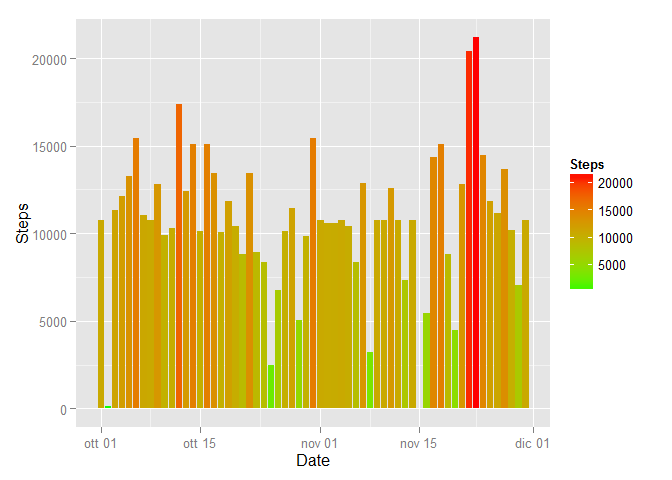 20000
15000
10000
5000
0
Steps
ott 01
ott 15
nov 01
nov 15
dic 01
Date
Steps
20000
15000
10000
5000